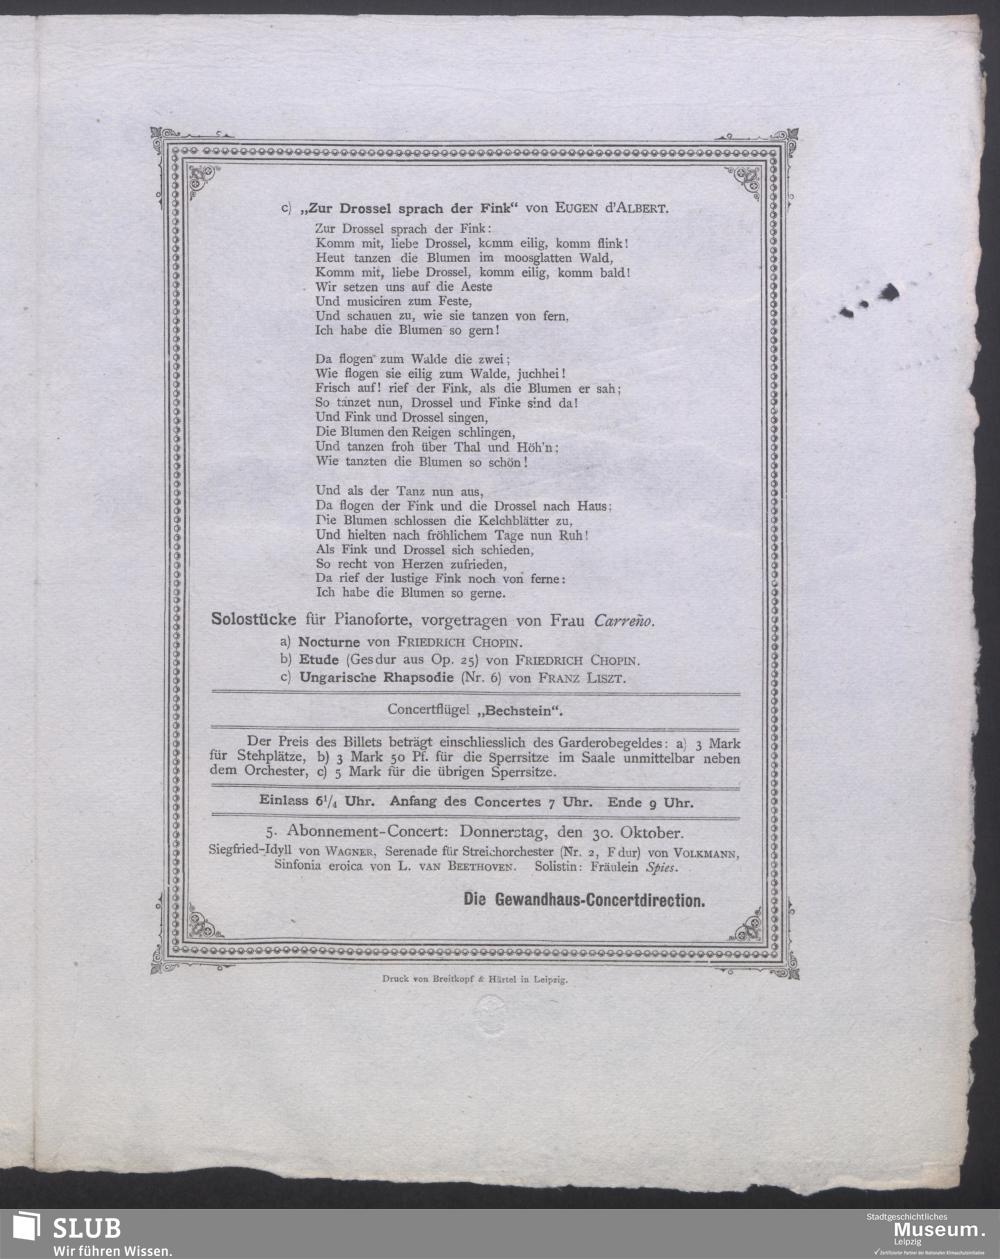 c) „Zur Drossel sprach der Fink" von EUGEN d'ALBERT.
Zur Drossel sprach der Fink:
Komm mit, liebe Drossel, komm eilig, komm flink!
Heut tanzen die Blumen im moosglatten Wald,
Komm mit, liebe Drossel, komm eilig, komm bald!
Wir setzen uns auf die Aeste
Und musiciren zum Feste,
Und schauen zu, wie sie tanzen von fern,
Ich habe die Blumen so gern!
Da flogen zum Walde die zwei;
Wie flogen sie eilig zum Walde, juchhei!
Frisch auf! rief der Fink, als die Blumen er sah;
So tanzet nun, Drossel und Finke sind da!
Und Fink und Drossel singen,
Die Blumen den Reigen schlingen,
Und tanzen froh über Thal und Höh'n;
Wie tanzten die Blumen so schön!
Und als der Tanz nun aus,
Da flogen der Fink und die Drossel nach Haus;
Die Blumen schlossen die Kelchblätter zu,
Und hielten nach fröhlichem Tage nun Ruh!
Als Fink und Drossel sich schieden,
So recht von Herzen zufrieden,
Da rief der lustige Fink noch von ferne:
Ich habe die Blumen so gerne.
Solostücke für Pianoforte, vorgetragen von Frau Carreño.
a) Nocturne von FRIEDRICH CHOPIN.
b) Etude (Ges dur aus Op. 25) von FRIEDRICH CHOPIN.
c) Ungarische Rhapsodie (Nr. 6) von FRANZ LISZT.
Concertflügel „Bechstein".
Der Preis des Billets beträgt einschliesslich des Garderobegeldes: a) 3 Mark
für Stehplätze, b) 3 Mark 50 Pf. für die Sperrsitze im Saale unmittelbar neben
dem Orchester, c) 5 Mark für die übrigen Sperrsitze.
Einlass 6¼ Uhr. Anfang des Concertes 7 Uhr. Ende 9 Uhr.
5. Abonnement-Concert: Donnerstag, den 30. Oktober.
Siegfried-Idyll von WAGNER, Serenade für Streichorchester (Nr. 2, F dur) von VOLKMANN,
Sinfonia eroica von L. VAN BEETHOVEN. Solistin: Fräulein Spies.
Die Gewandhaus-Concertdirection.
Druck von Breitkopf & Härtel in Leipzig.
SLUB
Wir führen Wissen.
Stadtgeschichtliches
Museum.
Leipzig
Zertifizierter Partner der Nationalen Klimaschutzinitiative